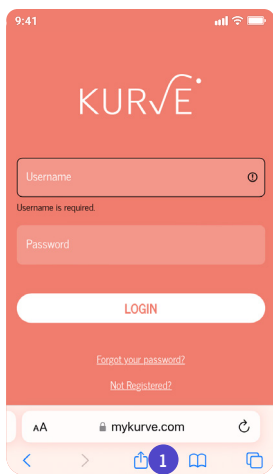 9:41
KURVE
Username
Username is required.
Password
LOGIN
Forgot your password?
Not Registered?
AA mykurve.com
1